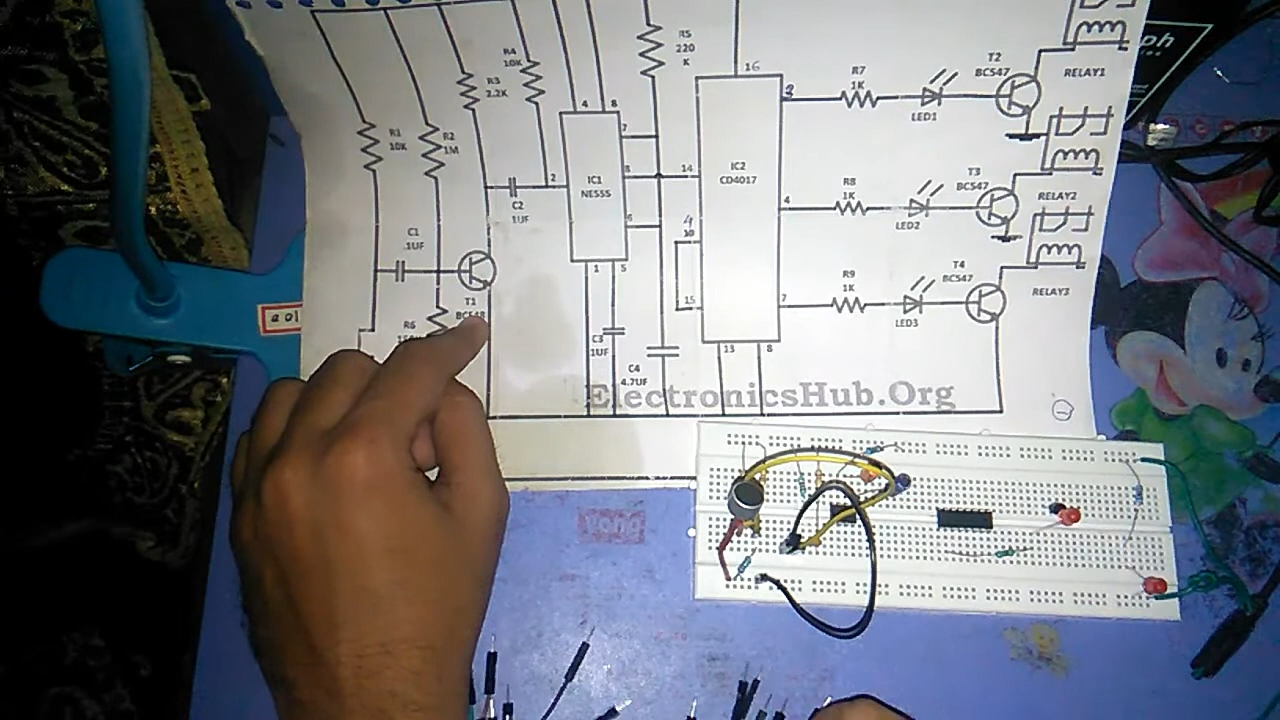 R5
220
K
R4
10K
R3
2.2K
R1
10K
R2
1M
C1
.1UF
C2
1UF
T1
BC548
R6
4
8
2
7
3
6
1
5
IC1
NE555
C3
.1UF
C4
4.7UF
16
14
15
13
8
IC2
CD4017
4
7
R7
1K
LED1
T2
BC547
RELAY1
R8
1K
LED2
T3
BC547
RELAY2
R9
1K
LED3
T4
BC547
RELAY3
ElectronicsHub.Org